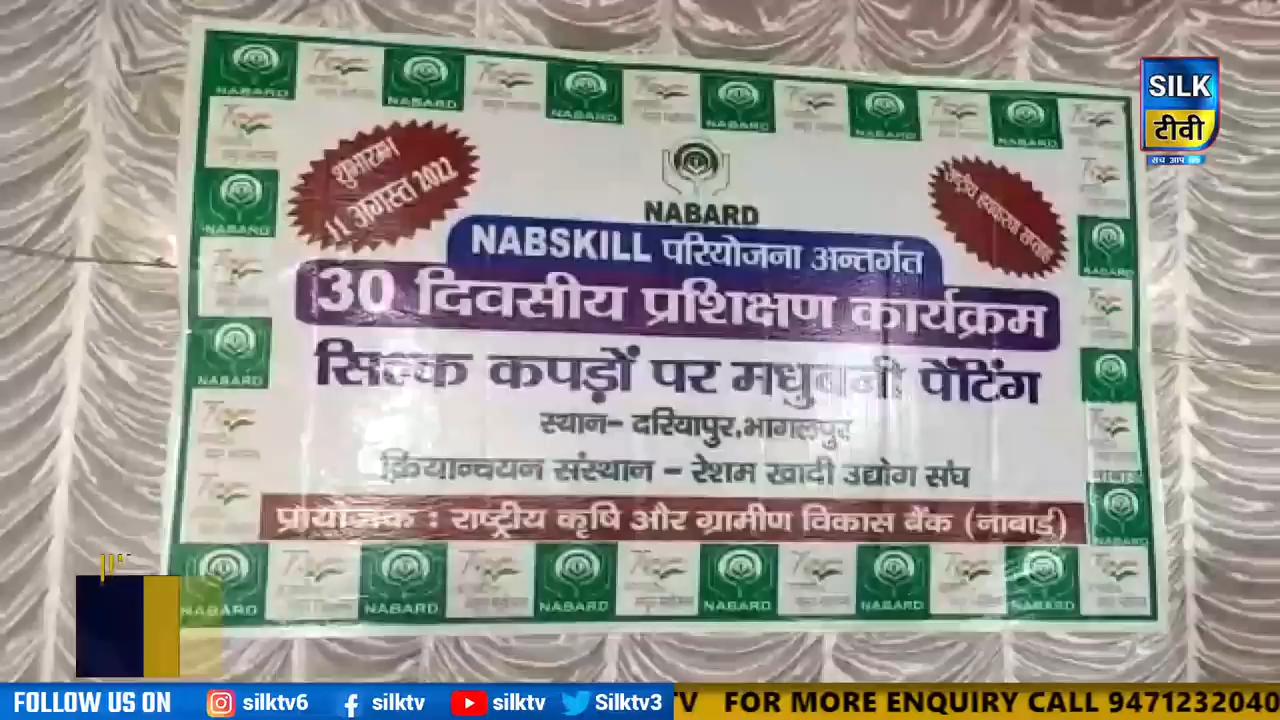 SILK
टीवी
शुभारम्भ
11 अगस्त 2022
NABARD
NABSKILL परियोजना अन्तर्गत
30 दिवसीय प्रशिक्षण कार्यक्रम
सिल्क कपड़ों पर मधुबनी पेंटिंग
स्थान- दरियापुर,भागलपुर
क्रियान्वयन संस्थान - रेशम खादी उद्योग संघ
प्रायोजक : राष्ट्रीय कृषि और ग्रामीण विकास बैंक (नाबार्ड)
FOLLOW US ON silktv6 silktv silktv Silktv3 TV FOR MORE ENQUIRY CALL 9471232040